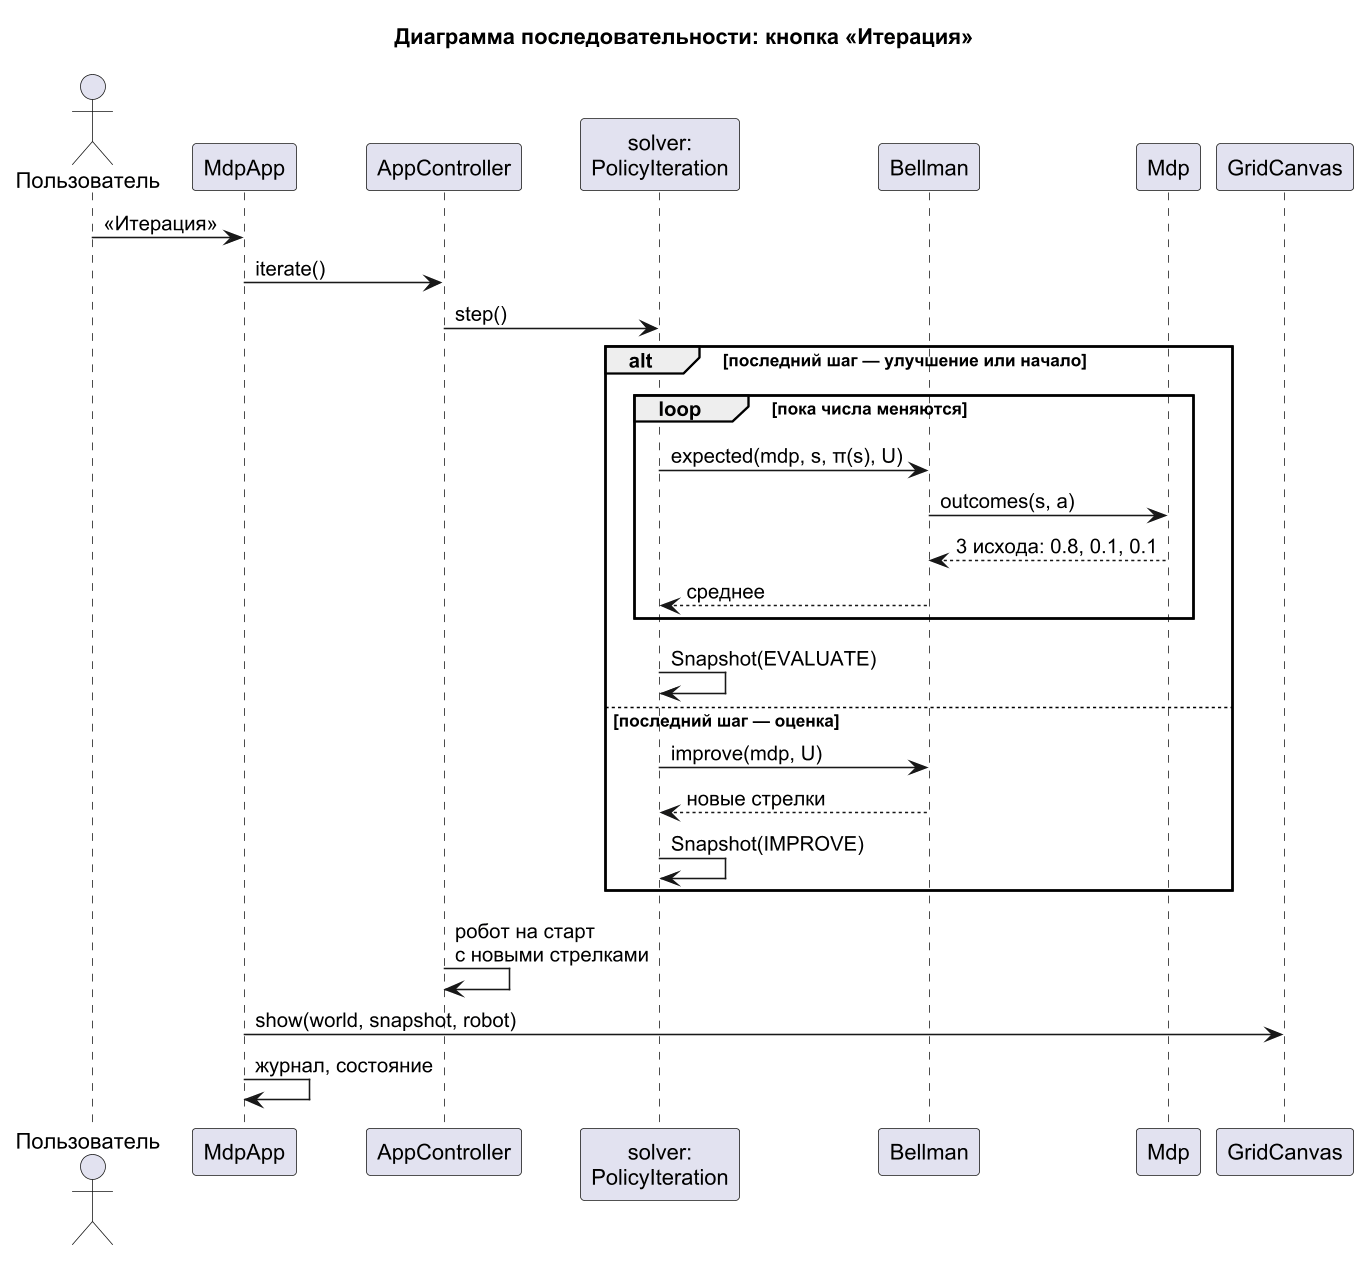 Диаграмма последовательности: кнопка «Итерация»
Пользователь
MdpApp
AppController
solver:
PolicyIteration
Bellman
Mdp
GridCanvas
«Итерация»
iterate()
step()
alt
[последний шаг — улучшение или начало]
loop
[пока числа меняются]
expected(mdp, s, π(s), U)
outcomes(s, a)
3 исхода: 0.8, 0.1, 0.1
среднее
Snapshot(EVALUATE)
[последний шаг — оценка]
improve(mdp, U)
новые стрелки
Snapshot(IMPROVE)
робот на старт
с новыми стрелками
show(world, snapshot, robot)
журнал, состояние
Пользователь
MdpApp
AppController
solver:
PolicyIteration
Bellman
Mdp
GridCanvas